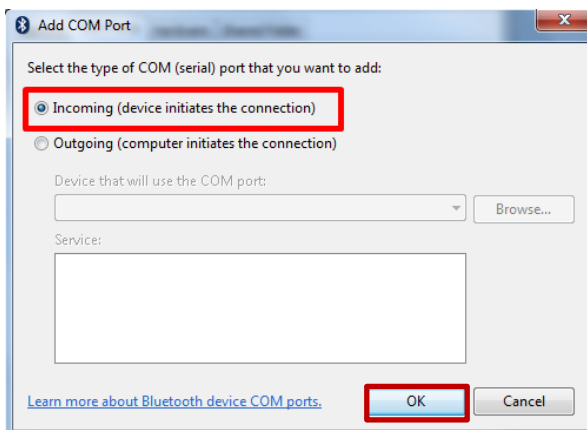 Add COM Port
Select the type of COM (serial) port that you want to add:
Incoming (device initiates the connection)
Outgoing (computer initiates the connection)
Device that will use the COM port:
Browse...
Service:
Learn more about Bluetooth device COM ports.
OK
Cancel